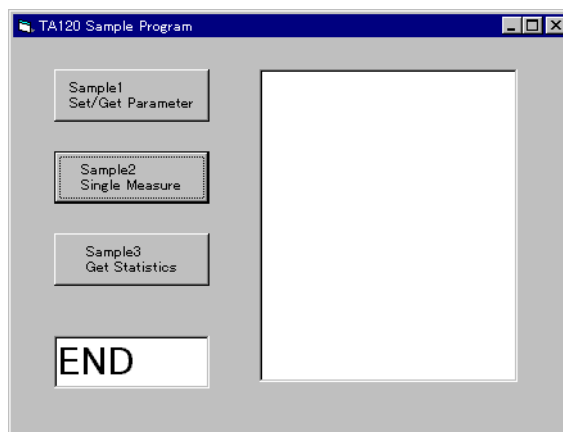 TA120 Sample Program
Sample1
Set/Get Parameter
Sample2
Single Measure
Sample3
Get Statistics
END